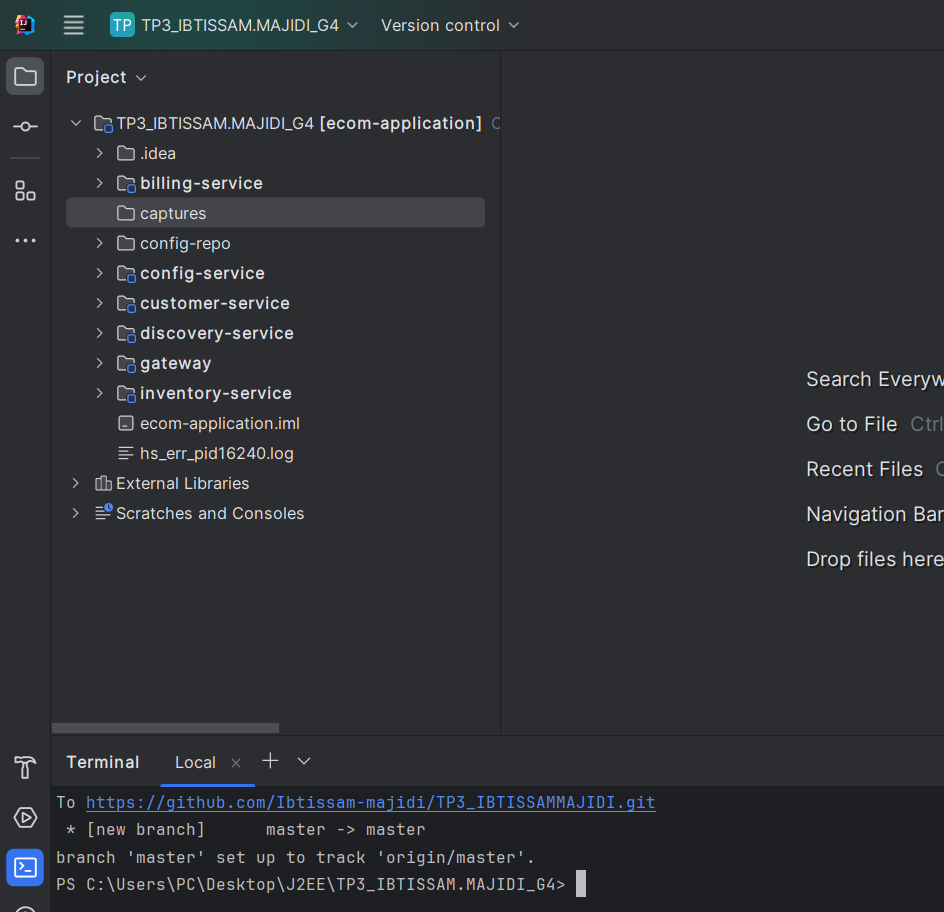 TP TP3_IBTISSAM.MAJIDI_G4 Version control
Project
TP3_IBTISSAM.MAJIDI_G4 [ecom-application]
.idea
billing-service
captures
config-repo
config-service
customer-service
discovery-service
gateway
inventory-service
ecom-application.iml
hs_err_pid16240.log
External Libraries
Scratches and Consoles
Search Everyw
Go to File Ctrl
Recent Files
Navigation Bar
Drop files here
Terminal Local
To https://github.com/Ibtissam-majidi/TP3_IBTISSAMMAJIDI.git
* [new branch] master -> master
branch 'master' set up to track 'origin/master'.
PS C:\Users\PC\Desktop\J2EE\TP3_IBTISSAM.MAJIDI_G4>